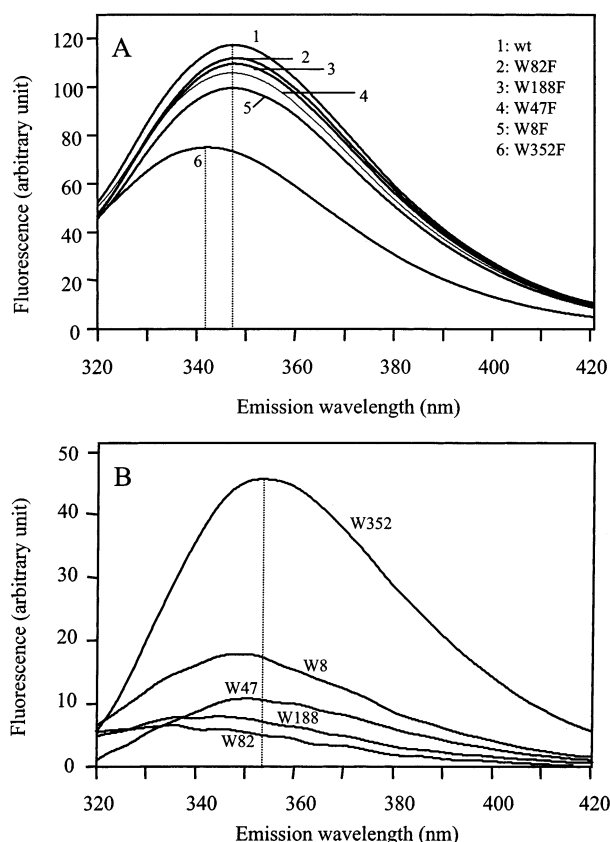 A
120
100
80
60
40
20
0
Fluorescence (arbitrary unit)
1
2
3
4
5
6
1: wt
2: W82F
3: W188F
4: W47F
5: W8F
6: W352F
320 340 360 380 400 420
Emission wavelength (nm)
B
50
40
30
20
10
0
Fluorescence (arbitrary unit)
W352
W8
W47
W188
W82
320 340 360 380 400 420
Emission wavelength (nm)